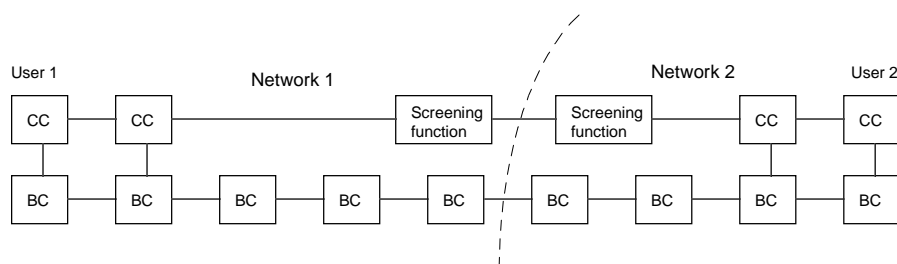 User 1
Network 1
Network 2
User 2
CC
CC
Screening
function
Screening
function
CC
CC
BC
BC
BC
BC
BC
BC
BC
BC
BC